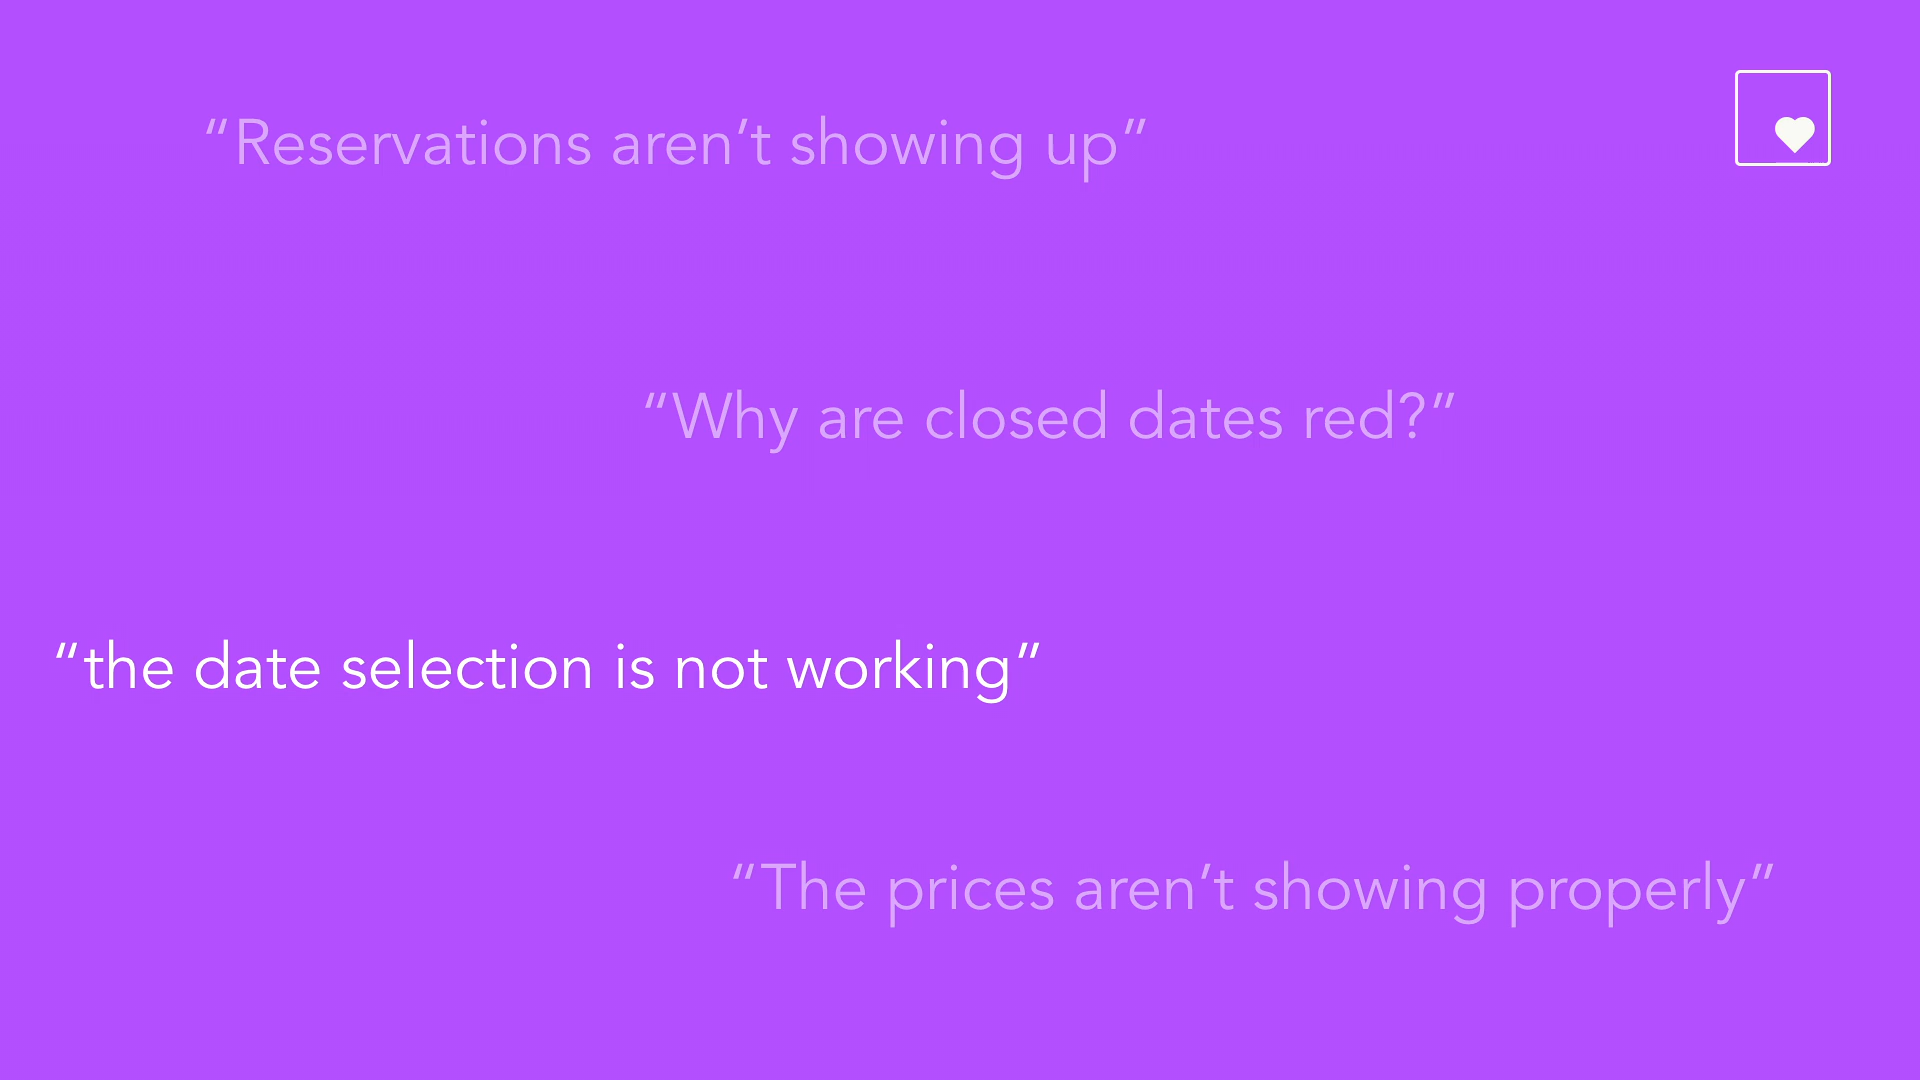 “Reservations aren’t showing up”
“Why are closed dates red?”
“the date selection is not working”
“The prices aren’t showing properly”